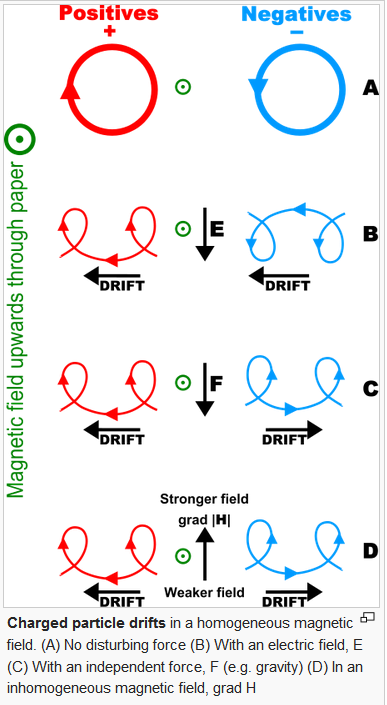 Positives
+
Negatives
−
A
Magnetic field upwards through paper
E
B
DRIFT
DRIFT
F
C
DRIFT
DRIFT
Stronger field
grad |H|
D
Weaker field
DRIFT
DRIFT
Charged particle drifts in a homogeneous magnetic
field. (A) No disturbing force (B) With an electric field, E
(C) With an independent force, F (e.g. gravity) (D) In an
inhomogeneous magnetic field, grad H